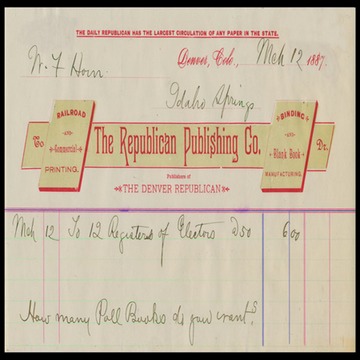 THE DAILY REPUBLICAN HAS THE LARGEST CIRCULATION OF ANY PAPER IN THE STATE.
Denver, Colo., Mch 12 1887.
W. F Horn
Idaho Springs
RAILROAD
—AND—
Commercial
PRINTING.
BINDING
—AND—
Blank Book
MANUFACTURING.
To The Republican Publishing Co. Dr.
Publishers of
THE DENVER REPUBLICAN
Mch 12 To 12 Registers of Electors @ 50 6 00
How many Poll Books do you want?